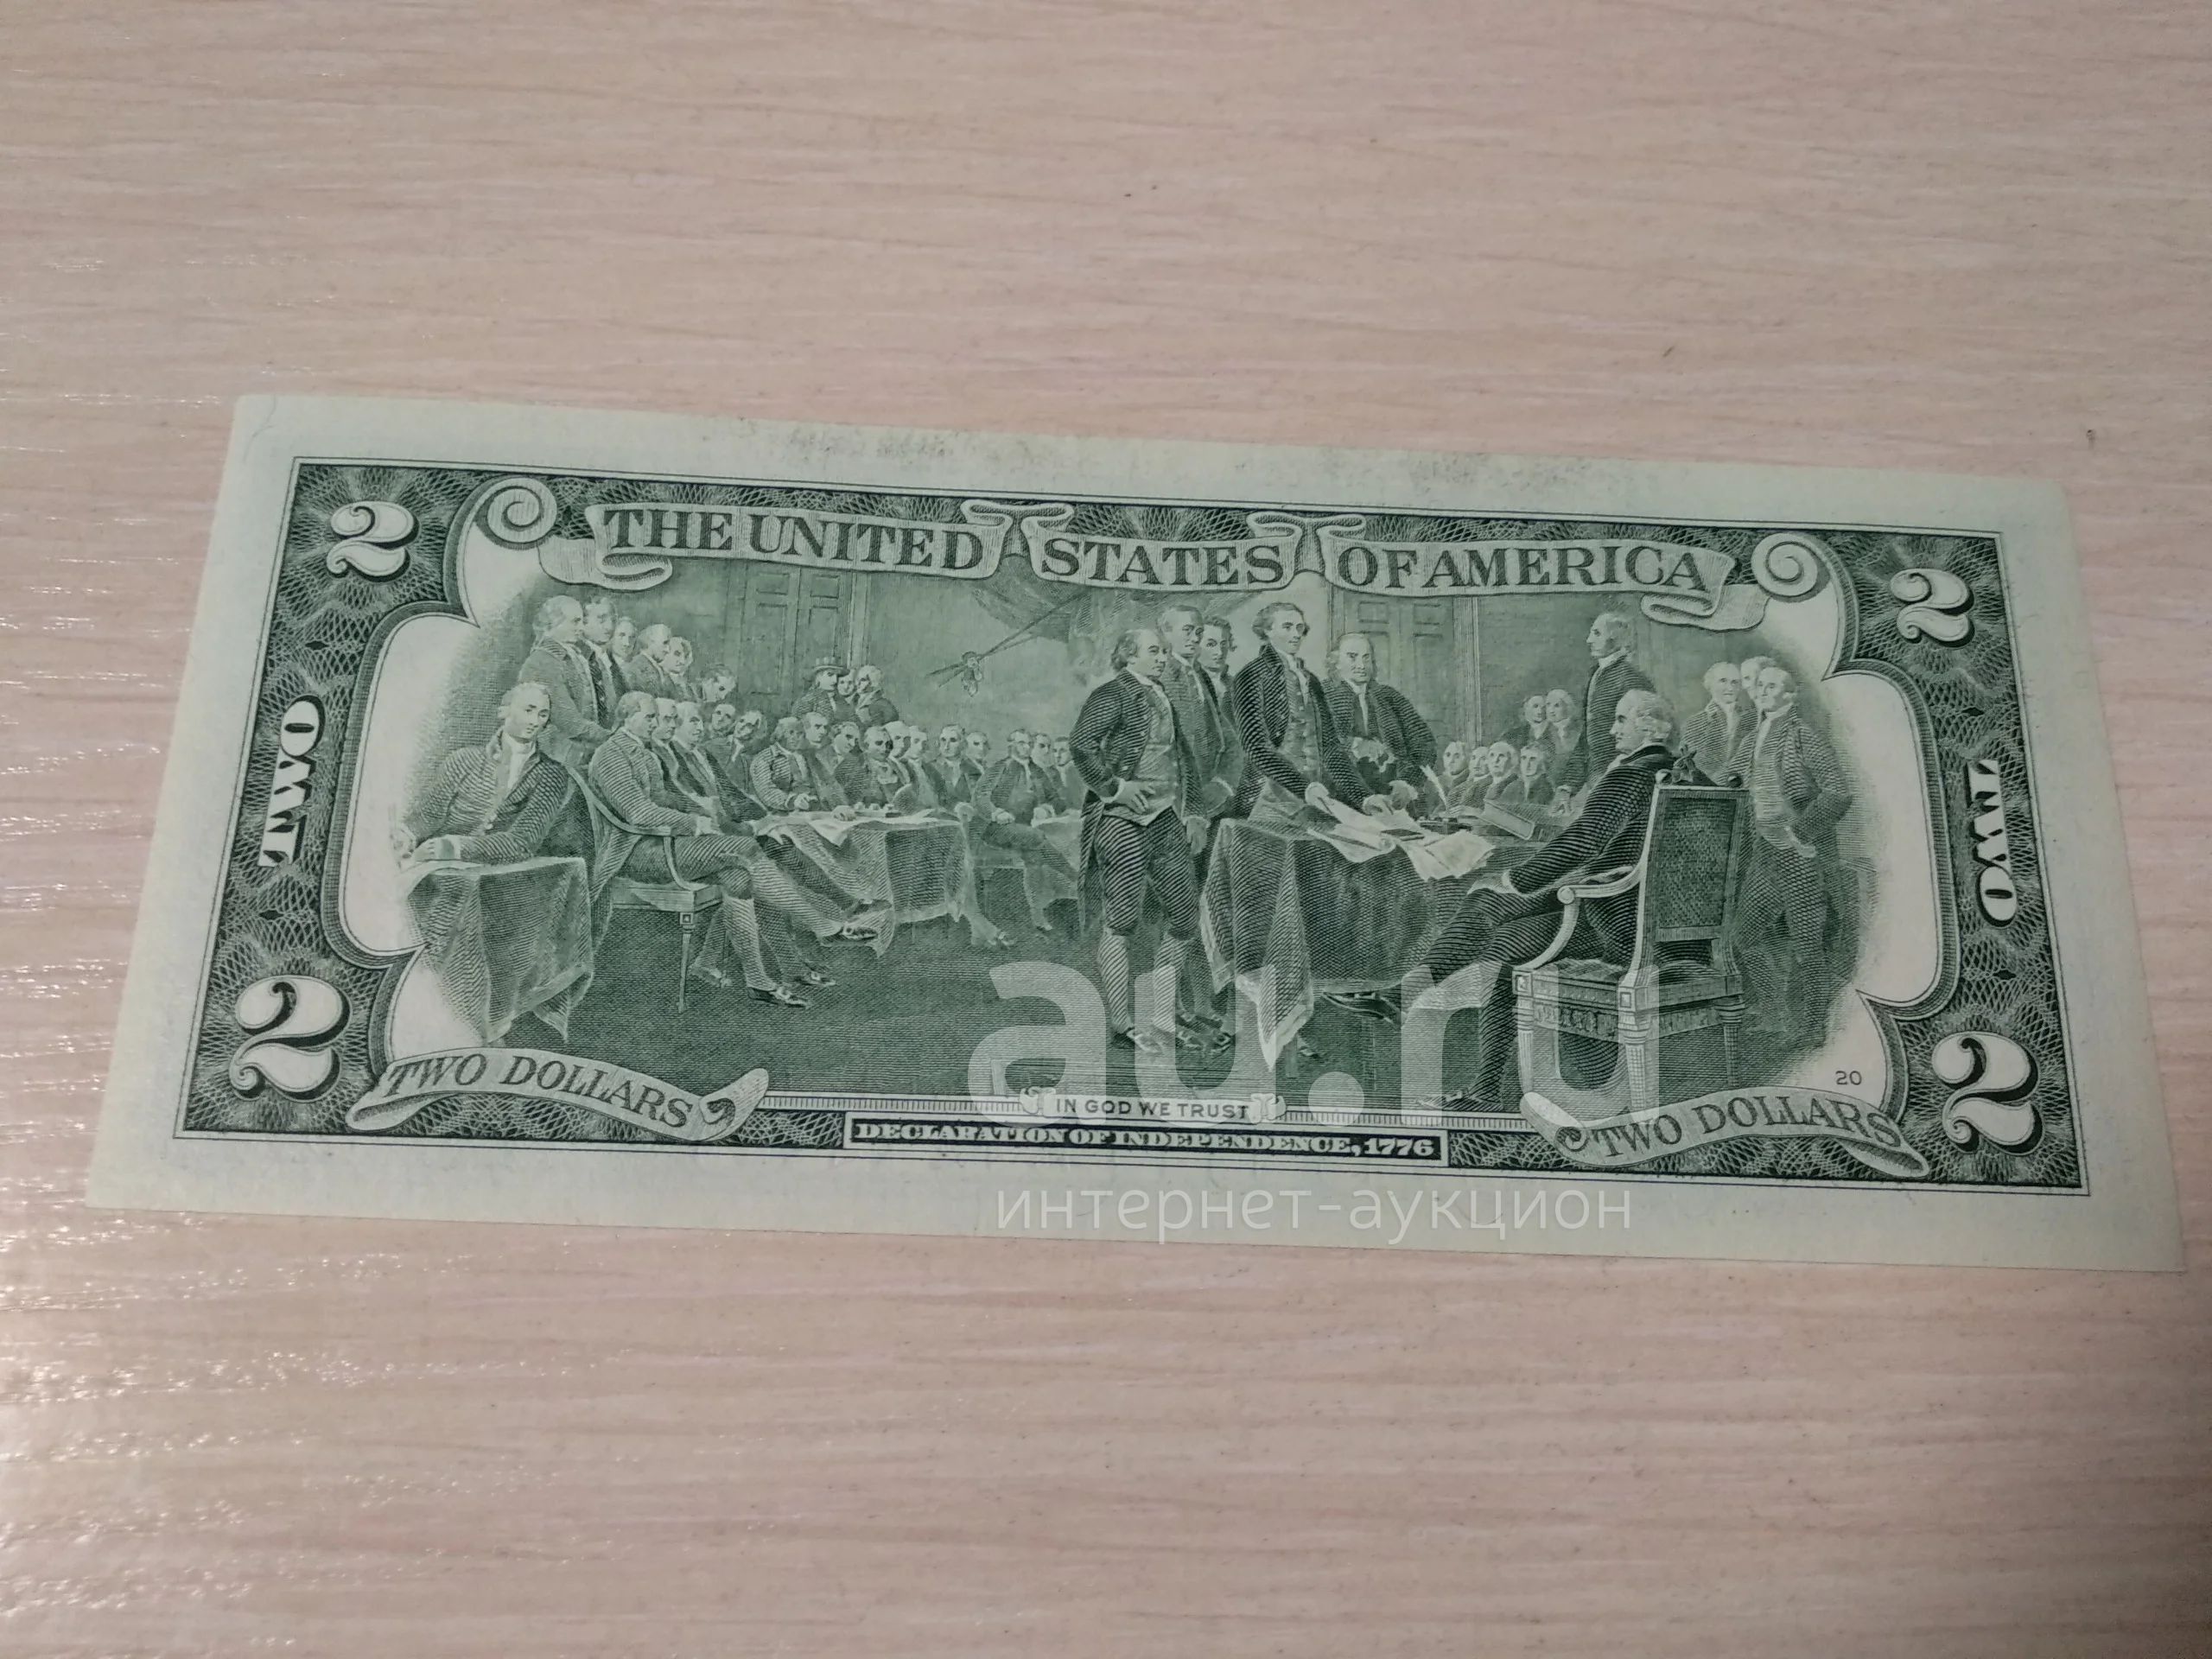 2 THE UNITED STATES OF AMERICA 2
TWO TWO
20
2 TWO DOLLARS IN GOD WE TRUST TWO DOLLARS 2
DECLARATION OF INDEPENDENCE, 1776
au.ru
интернет-аукцион